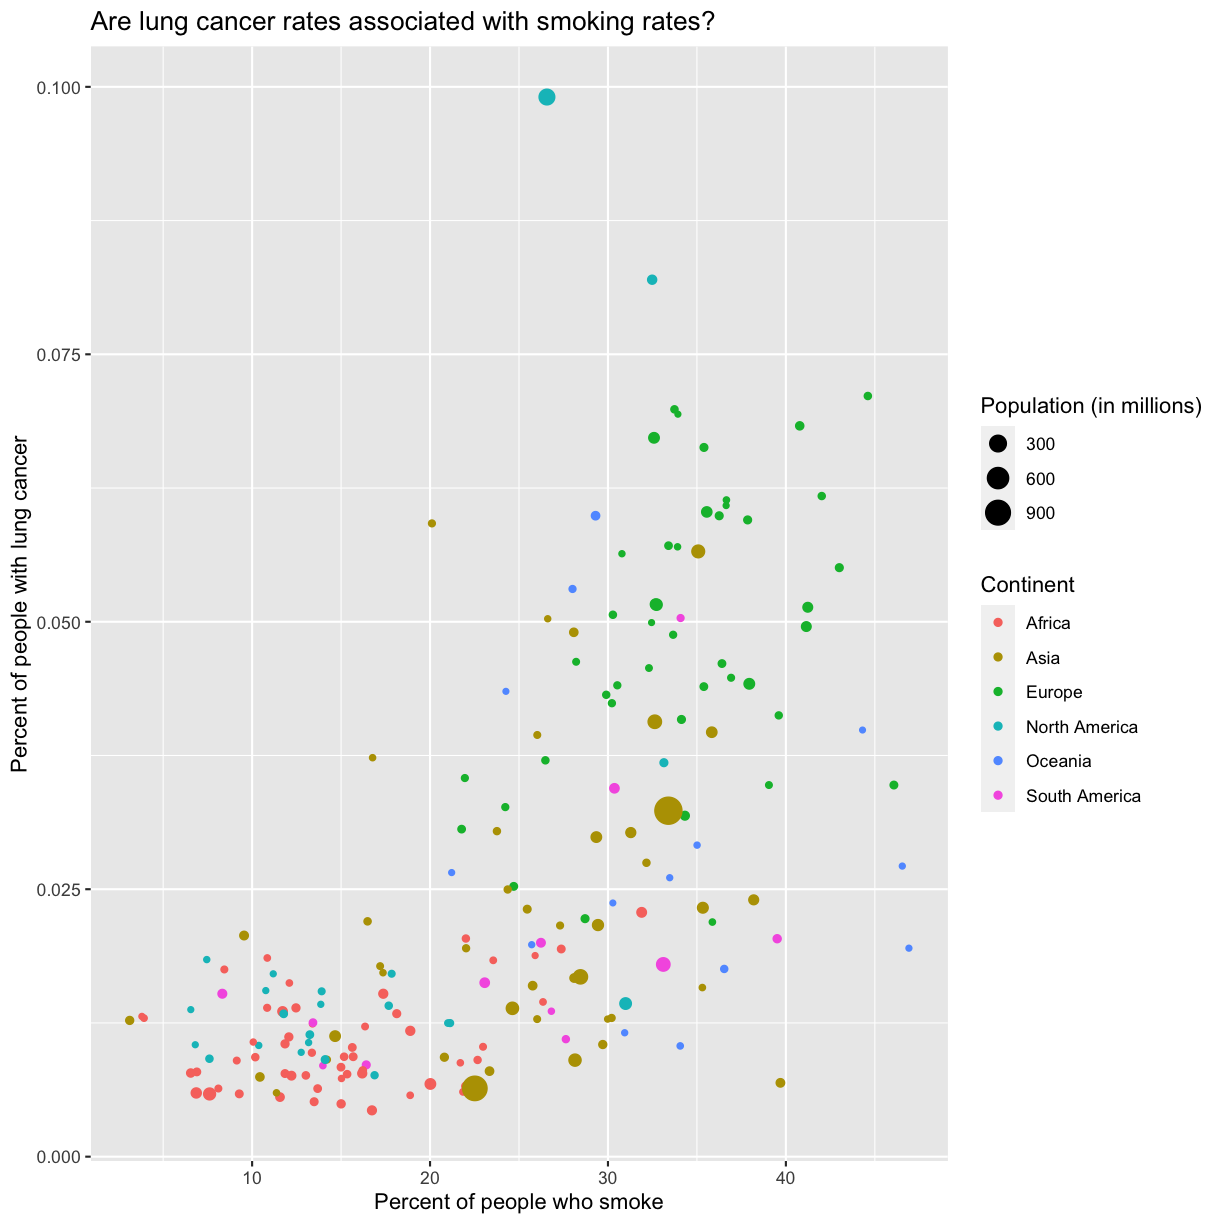 Are lung cancer rates associated with smoking rates?
Percent of people with lung cancer
0.100
0.075
0.050
0.025
0.000
10 20 30 40
Percent of people who smoke
Population (in millions)
300
600
900
Continent
Africa
Asia
Europe
North America
Oceania
South America